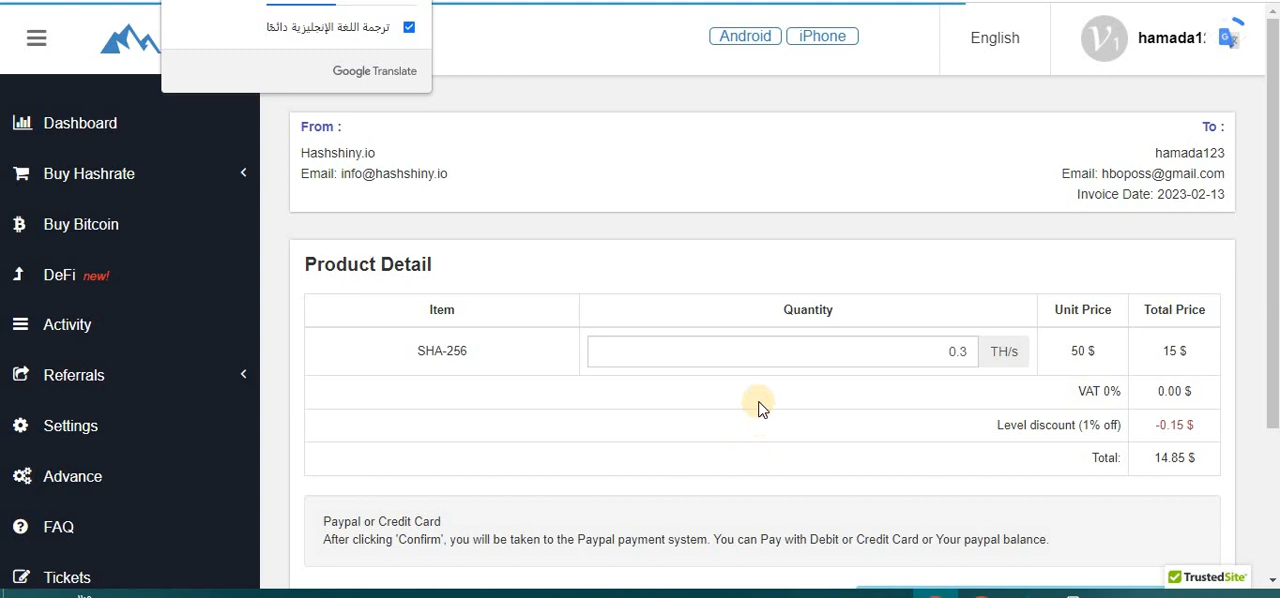 ترجمة اللغة الإنجليزية دائمًا
Google Translate
Android
iPhone
English
V1
hamada1
Dashboard
Buy Hashrate
Buy Bitcoin
DeFi new!
Activity
Referrals
Settings
Advance
FAQ
Tickets
From :
To :
Hashshiny.io
hamada123
Email: info@hashshiny.io
Email: hboposs@gmail.com
Invoice Date: 2023-02-13
Product Detail
Item Quantity Unit Price Total Price
SHA-256 0.3 TH/s 50 $ 15 $
VAT 0% 0.00 $
Level discount (1% off) -0.15 $
Total: 14.85 $
Paypal or Credit Card
After clicking 'Confirm', you will be taken to the Paypal payment system. You can Pay with Debit or Credit Card or Your paypal balance.
TrustedSite